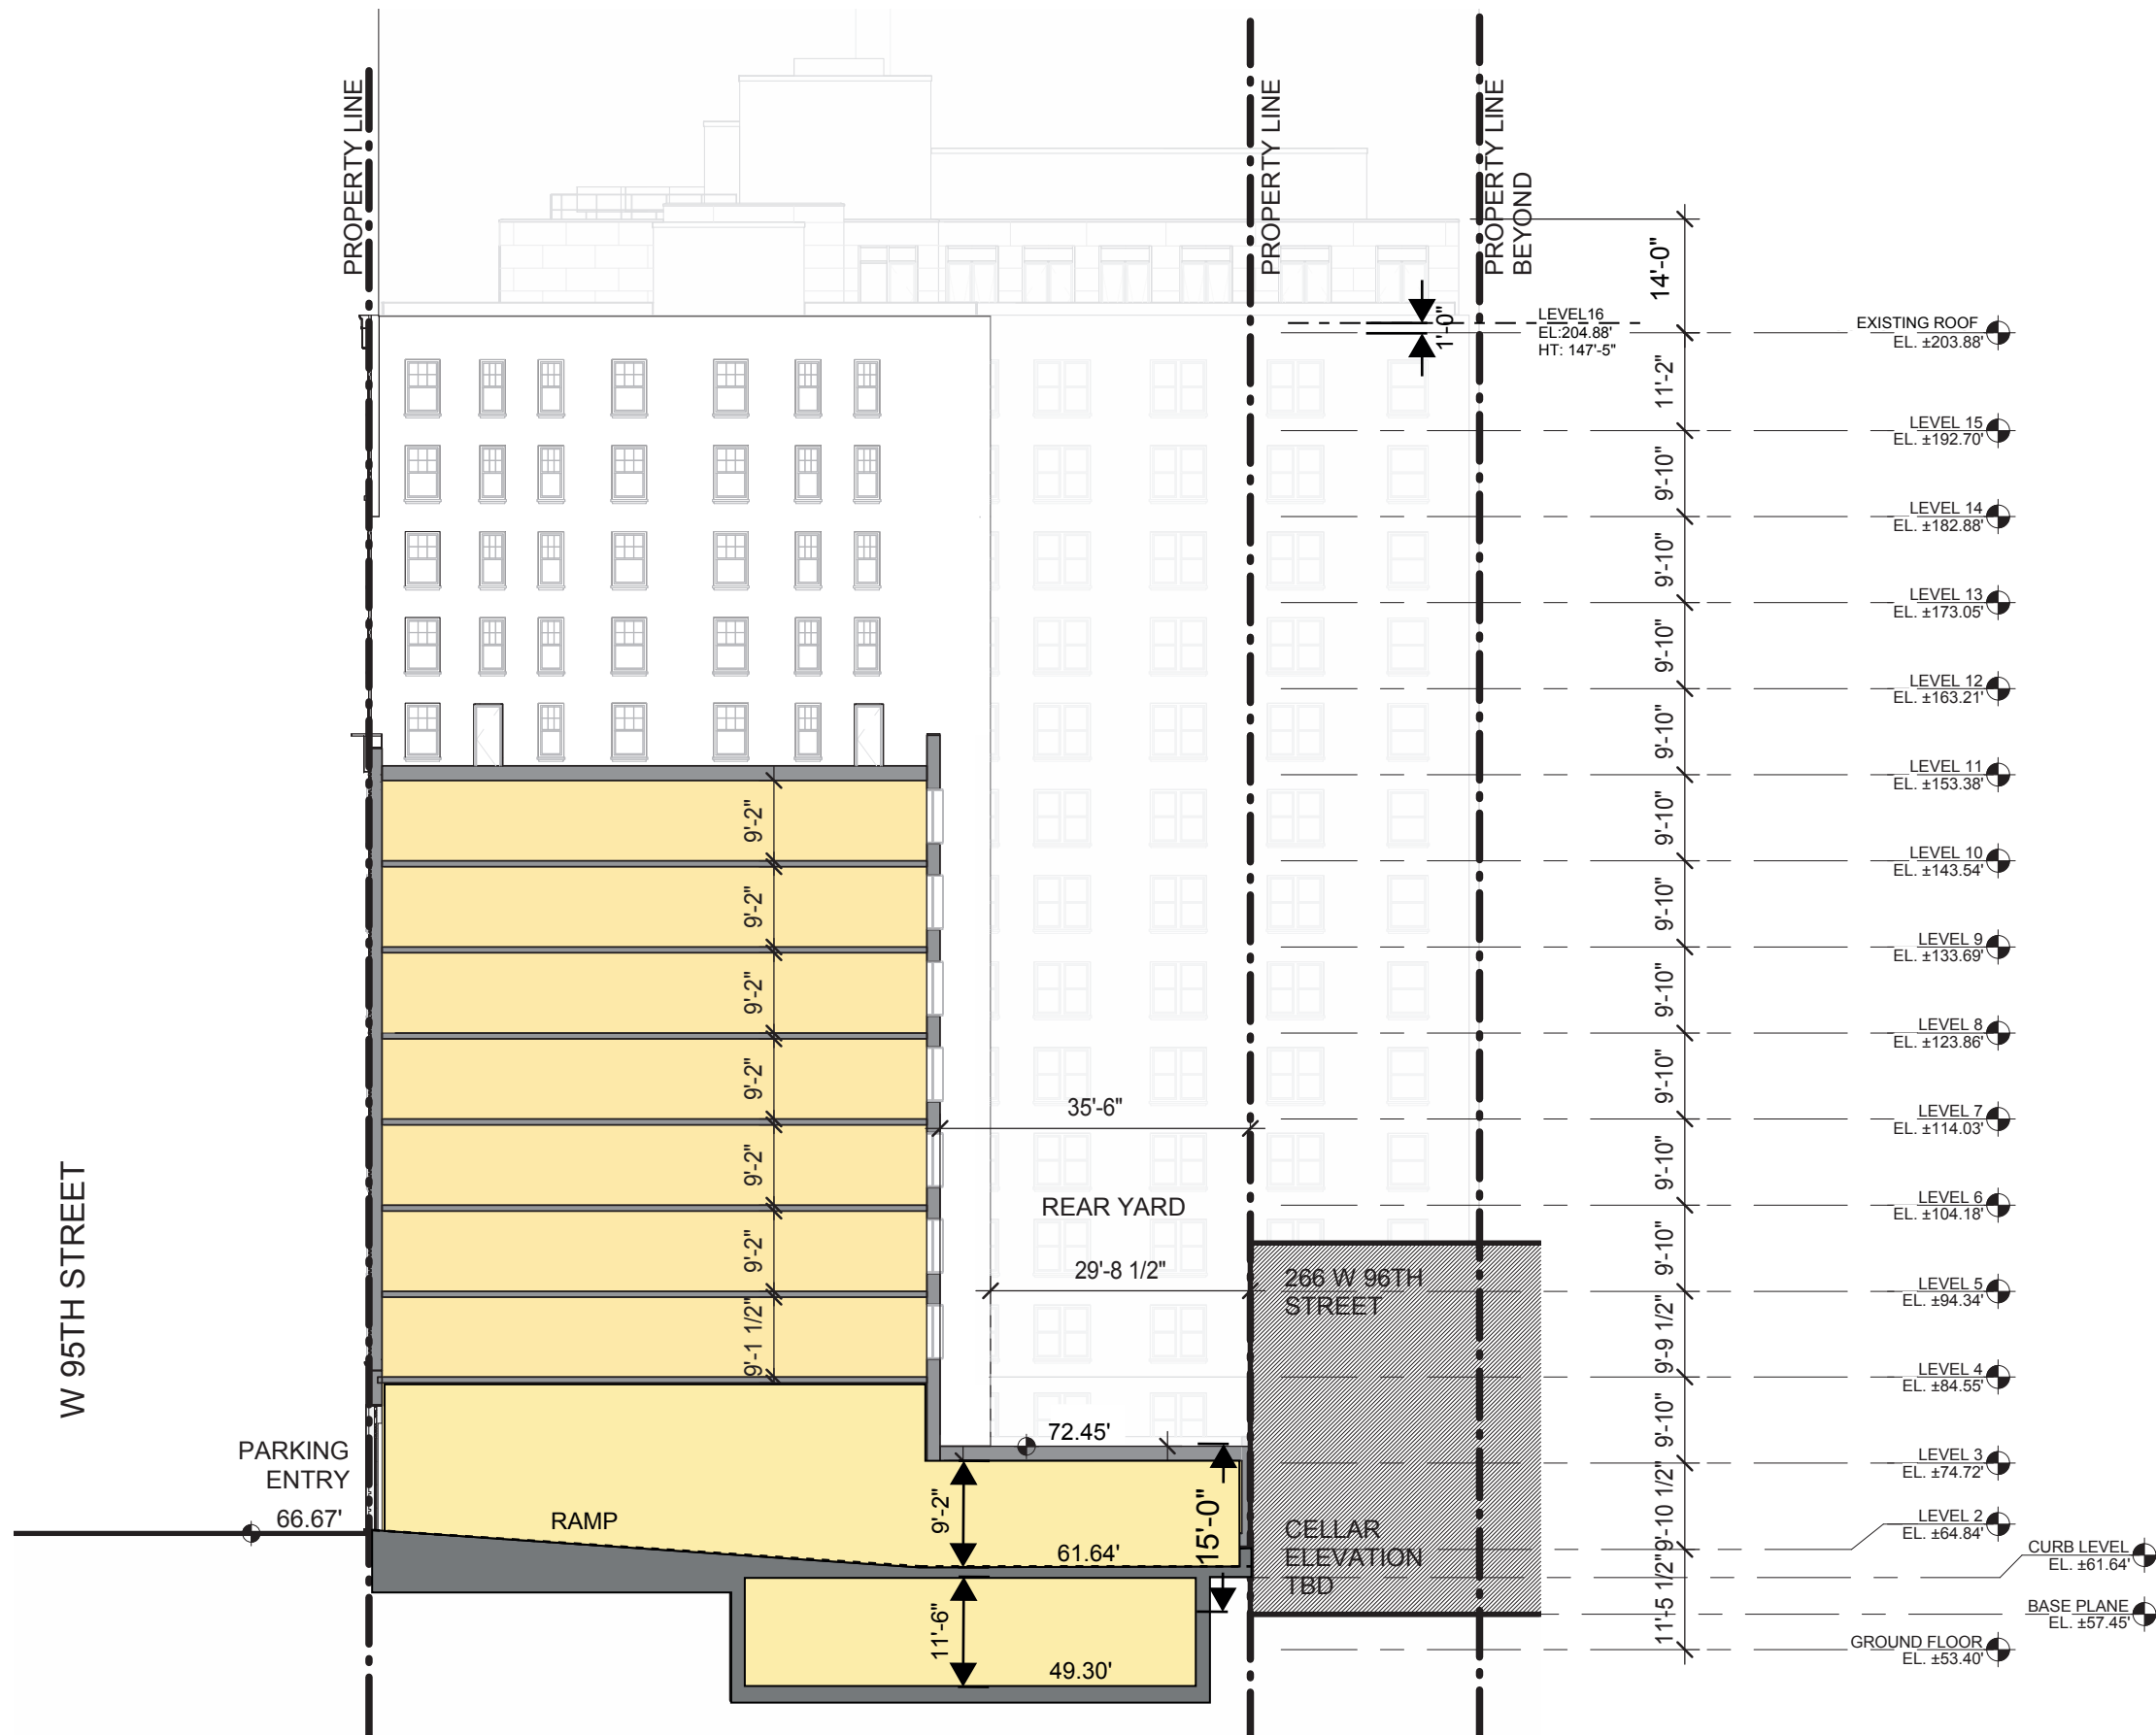 PROPERTY LINE
PROPERTY LINE
PROPERTY LINE
BEYOND
14'-0"
1'-0"
LEVEL16
EL:204.88'
HT: 147'-5"
EXISTING ROOF
EL. ±203.88'
11'-2"
LEVEL 15
EL. ±192.70'
9'-10"
LEVEL 14
EL. ±182.88'
9'-10"
LEVEL 13
EL. ±173.05'
9'-10"
LEVEL 12
EL. ±163.21'
9'-10"
LEVEL 11
EL. ±153.38'
9'-2"
9'-10"
LEVEL 10
EL. ±143.54'
9'-2"
9'-10"
LEVEL 9
EL. ±133.69'
9'-2"
9'-10"
LEVEL 8
EL. ±123.86'
9'-2"
9'-10"
LEVEL 7
EL. ±114.03'
35'-6"
9'-2"
9'-10"
LEVEL 6
EL. ±104.18'
REAR YARD
9'-2"
9'-10"
LEVEL 5
EL. ±94.34'
29'-8 1/2"
266 W 96TH
STREET
9'-1 1/2"
9'-9 1/2"
LEVEL 4
EL. ±84.55'
W 95TH STREET
72.45'
9'-10"
LEVEL 3
EL. ±74.72'
PARKING
ENTRY
66.67'
RAMP
9'-2"
61.64'
15'-0"
CELLAR
ELEVATION
TBD
9'-10 1/2"
LEVEL 2
EL. ±64.84'
CURB LEVEL
EL. ±61.64'
11'-5 1/2"
BASE PLANE
EL. ±57.45'
GROUND FLOOR
EL. ±53.40'
11'-6"
49.30'